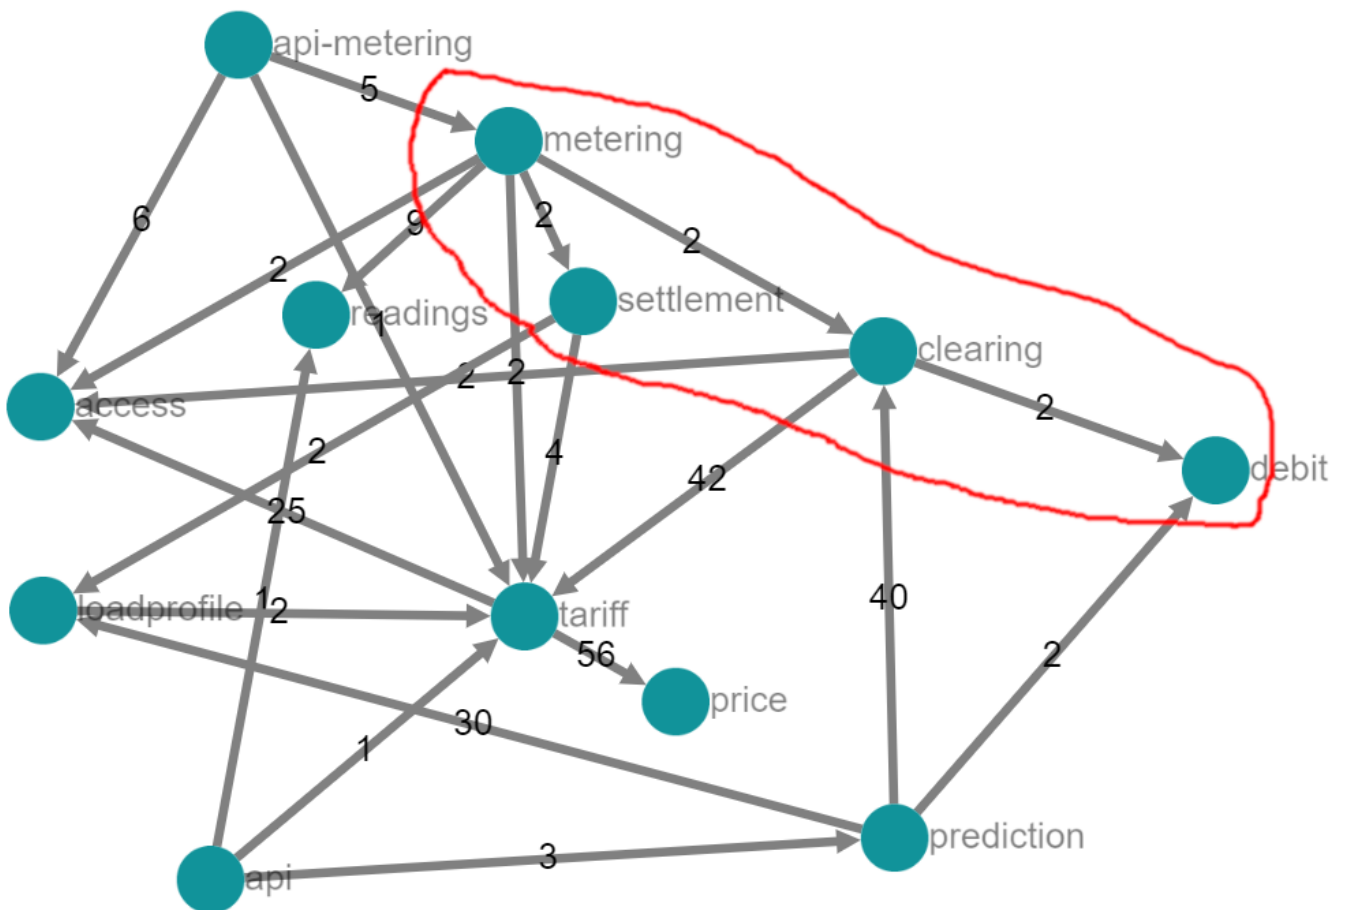 api-metering
5
metering
6
9
2
2
2
readings
settlement
1
clearing
2
2
access
2
2
4
42
debit
25
loadprofile
1
2
tariff
40
56
2
price
30
1
prediction
3
api